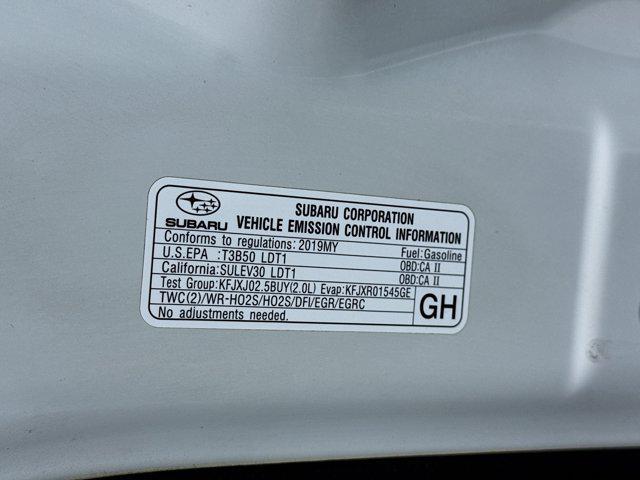 SUBARU CORPORATION
SUBARU VEHICLE EMISSION CONTROL INFORMATION
Conforms to regulations: 2019MY Fuel:Gasoline
U.S.EPA :T3B50 LDT1 OBD:CA II
California:SULEV30 LDT1 OBD:CA II
Test Group:KFJXJ02.5BUY(2.0L) Evap:KFJXR01545GE
TWC(2)/WR-HO2S/HO2S/DFI/EGR/EGRC
No adjustments needed.
GH